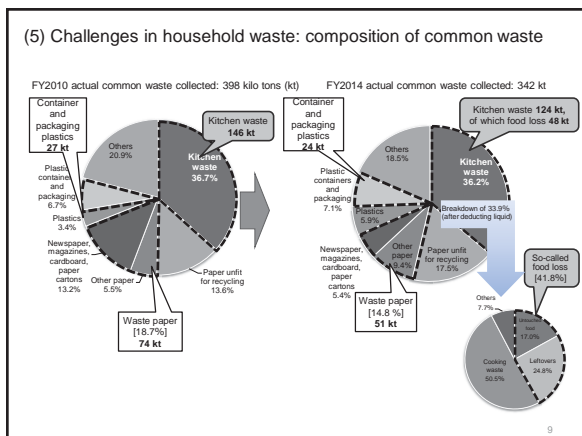 (5) Challenges in household waste: composition of common waste
FY2010 actual common waste collected: 398 kilo tons (kt)
Container
and
packaging
plastics
27 kt
Kitchen waste
146 kt
Others
20.9%
Kitchen
waste
36.7%
Plastic
container
and
packaging
6.7%
Plastics
3.4%
Newspaper,
magazines,
cardboard,
paper
cartons
13.2%
Other paper
5.5%
Paper unfit
for recycling
13.6%
Waste paper
[18.7%]
74 kt
FY2014 actual common waste collected: 342 kt
Container
and
packaging
plastics
24 kt
Kitchen waste 124 kt,
of which food loss 48 kt
Others
18.5%
Kitchen
waste
36.2%
Plastic
containers
and
packaging
7.1%
Plastics
5.9%
Breakdown of 33.9%
(after deducting liquid)
Newspaper,
magazines,
cardboard,
paper
cartons
5.4%
Other
paper
9.4%
Paper unfit
for recycling
17.5%
Waste paper
[14.8 %]
51 kt
So-called
food loss
[41.8%]
Others
7.7%
Untouched
food
17.0%
Leftovers
24.8%
Cooking
waste
50.5%
9